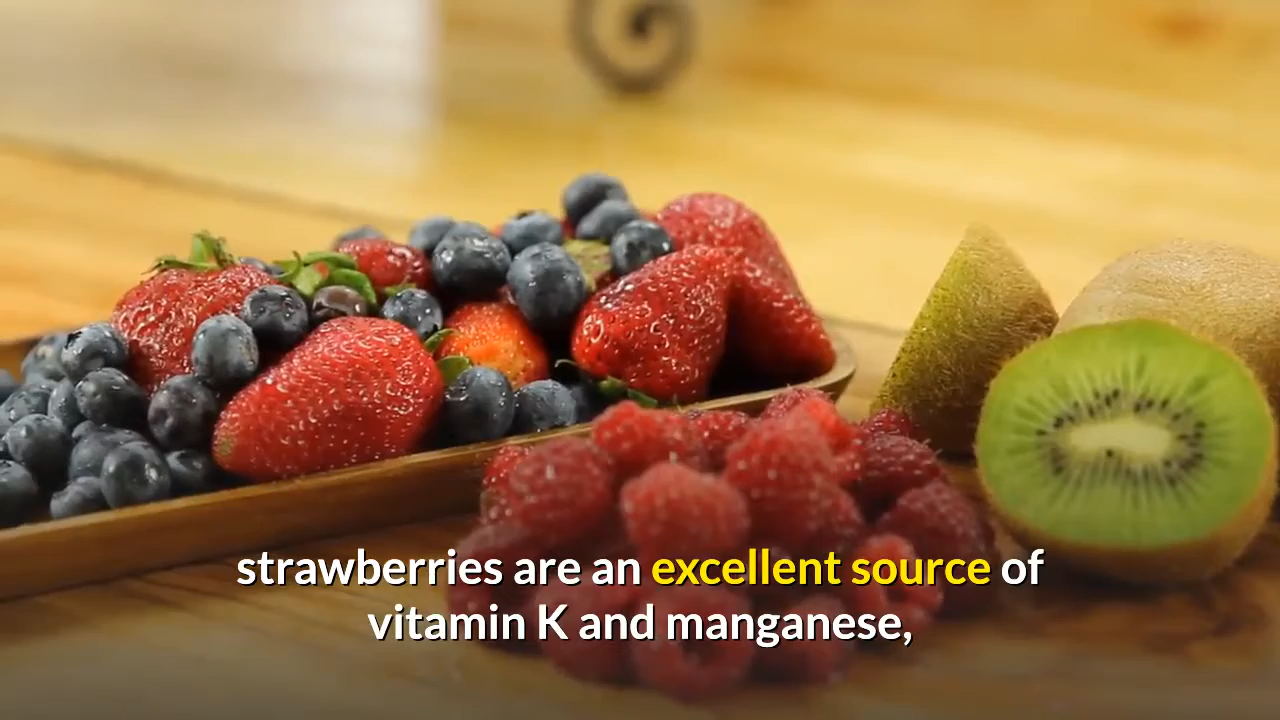 strawberries are an excellent source of
vitamin K and manganese,